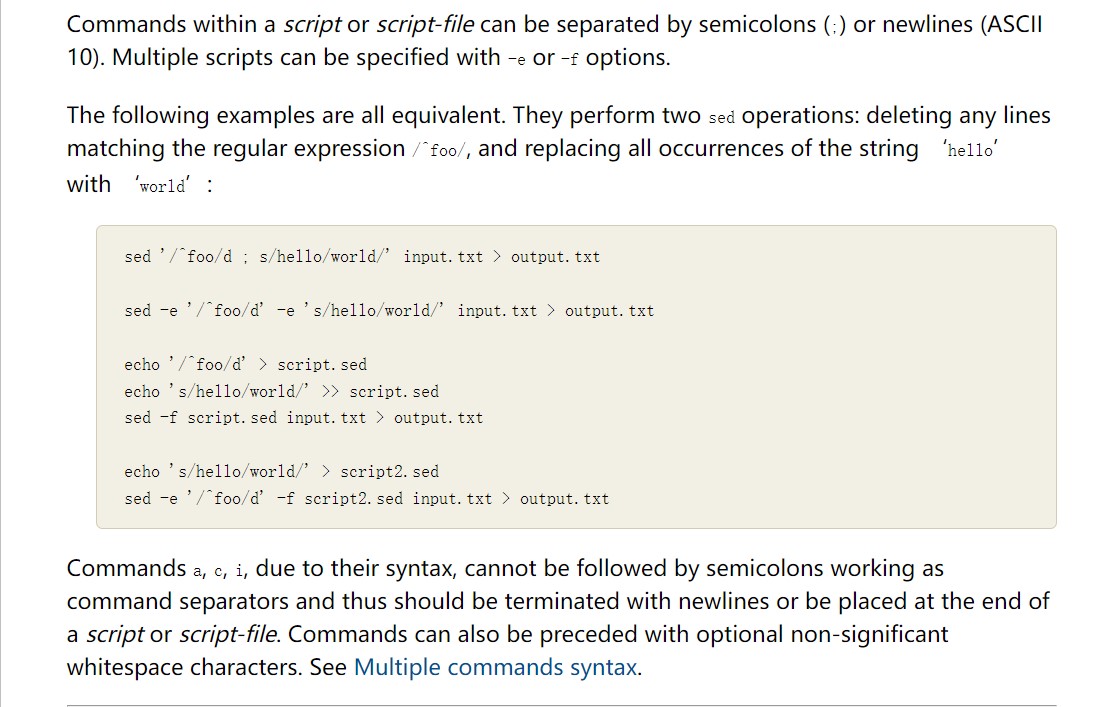 Commands within a script or script-file can be separated by semicolons (;) or newlines (ASCII
10). Multiple scripts can be specified with -e or -f options.
The following examples are all equivalent. They perform two sed operations: deleting any lines
matching the regular expression /^foo/, and replacing all occurrences of the string ‘hello’
with ‘world’ :
sed '/^foo/d ; s/hello/world/' input.txt > output.txt
sed -e '/^foo/d' -e 's/hello/world/' input.txt > output.txt
echo '/^foo/d' > script.sed
echo 's/hello/world/' >> script.sed
sed -f script.sed input.txt > output.txt
echo 's/hello/world/' > script2.sed
sed -e '/^foo/d' -f script2.sed input.txt > output.txt
Commands a, c, i, due to their syntax, cannot be followed by semicolons working as
command separators and thus should be terminated with newlines or be placed at the end of
a script or script-file. Commands can also be preceded with optional non-significant
whitespace characters. See Multiple commands syntax.